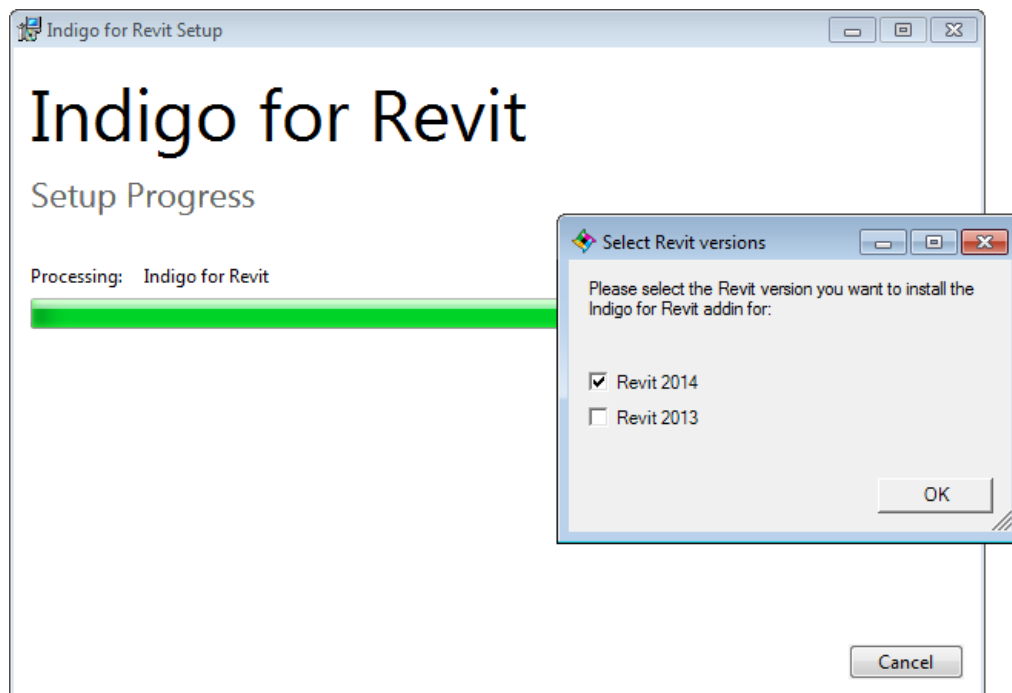 Indigo for Revit Setup
Indigo for Revit
Setup Progress
Processing: Indigo for Revit
Select Revit versions
Please select the Revit version you want to install the
Indigo for Revit addin for:
Revit 2014
Revit 2013
OK
Cancel